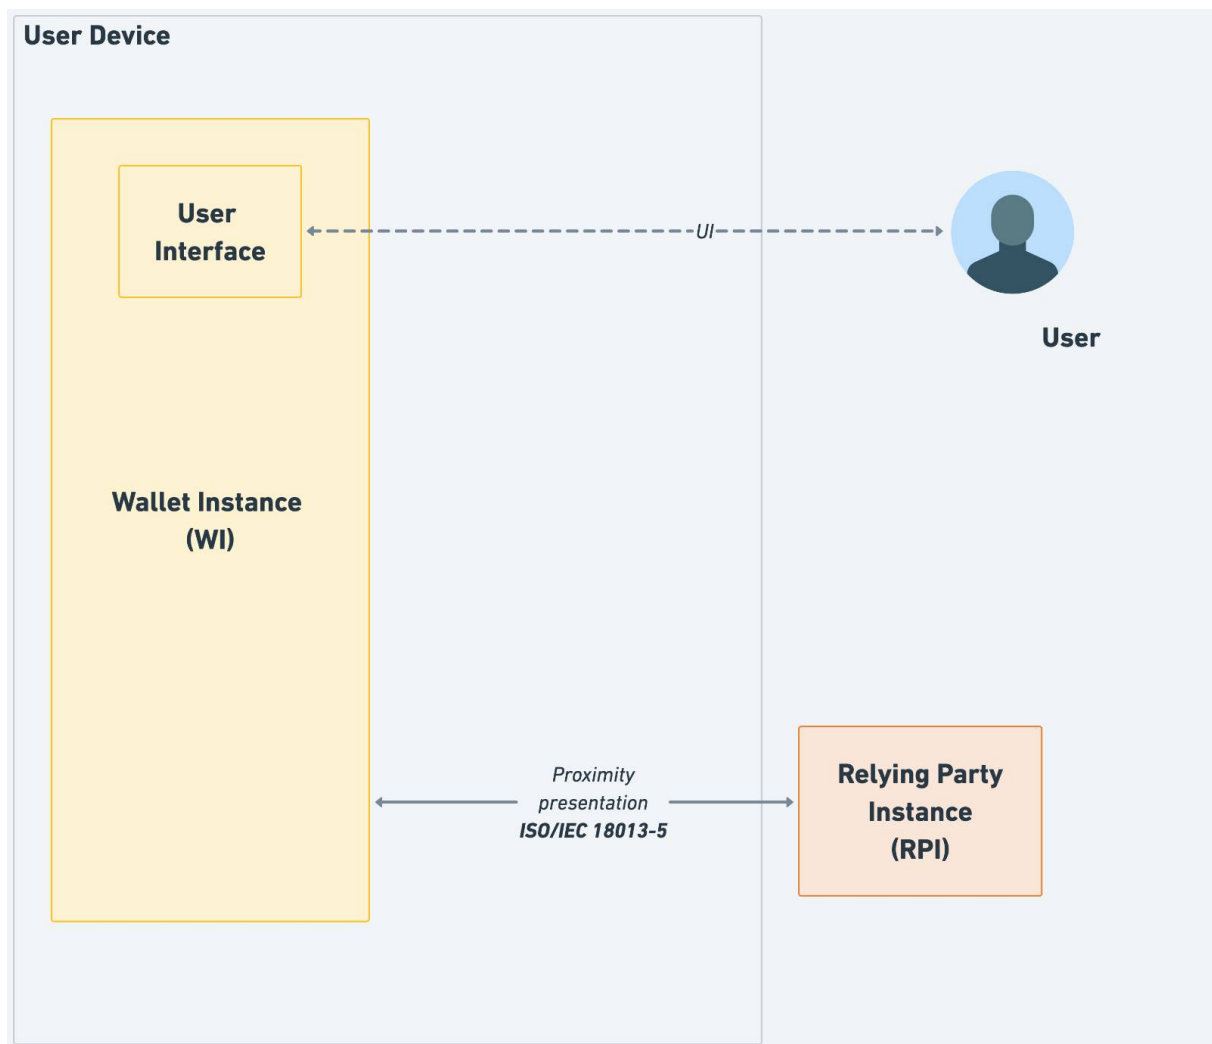 User Device
User
Interface
UI
User
Wallet Instance
(WI)
Proximity
presentation
ISO/IEC 18013-5
Relying Party
Instance
(RPI)